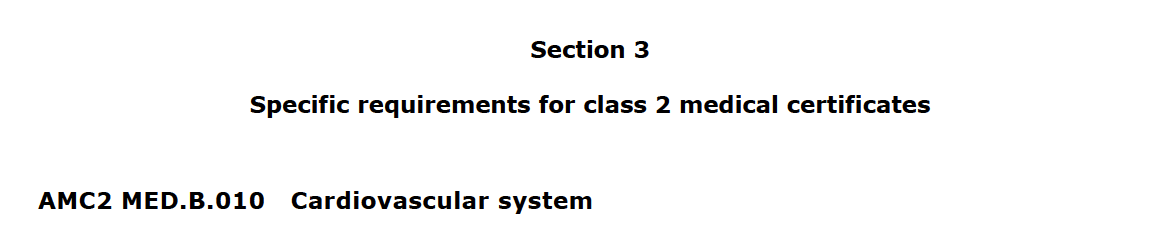 Section 3
Specific requirements for class 2 medical certificates
AMC2 MED.B.010 Cardiovascular system